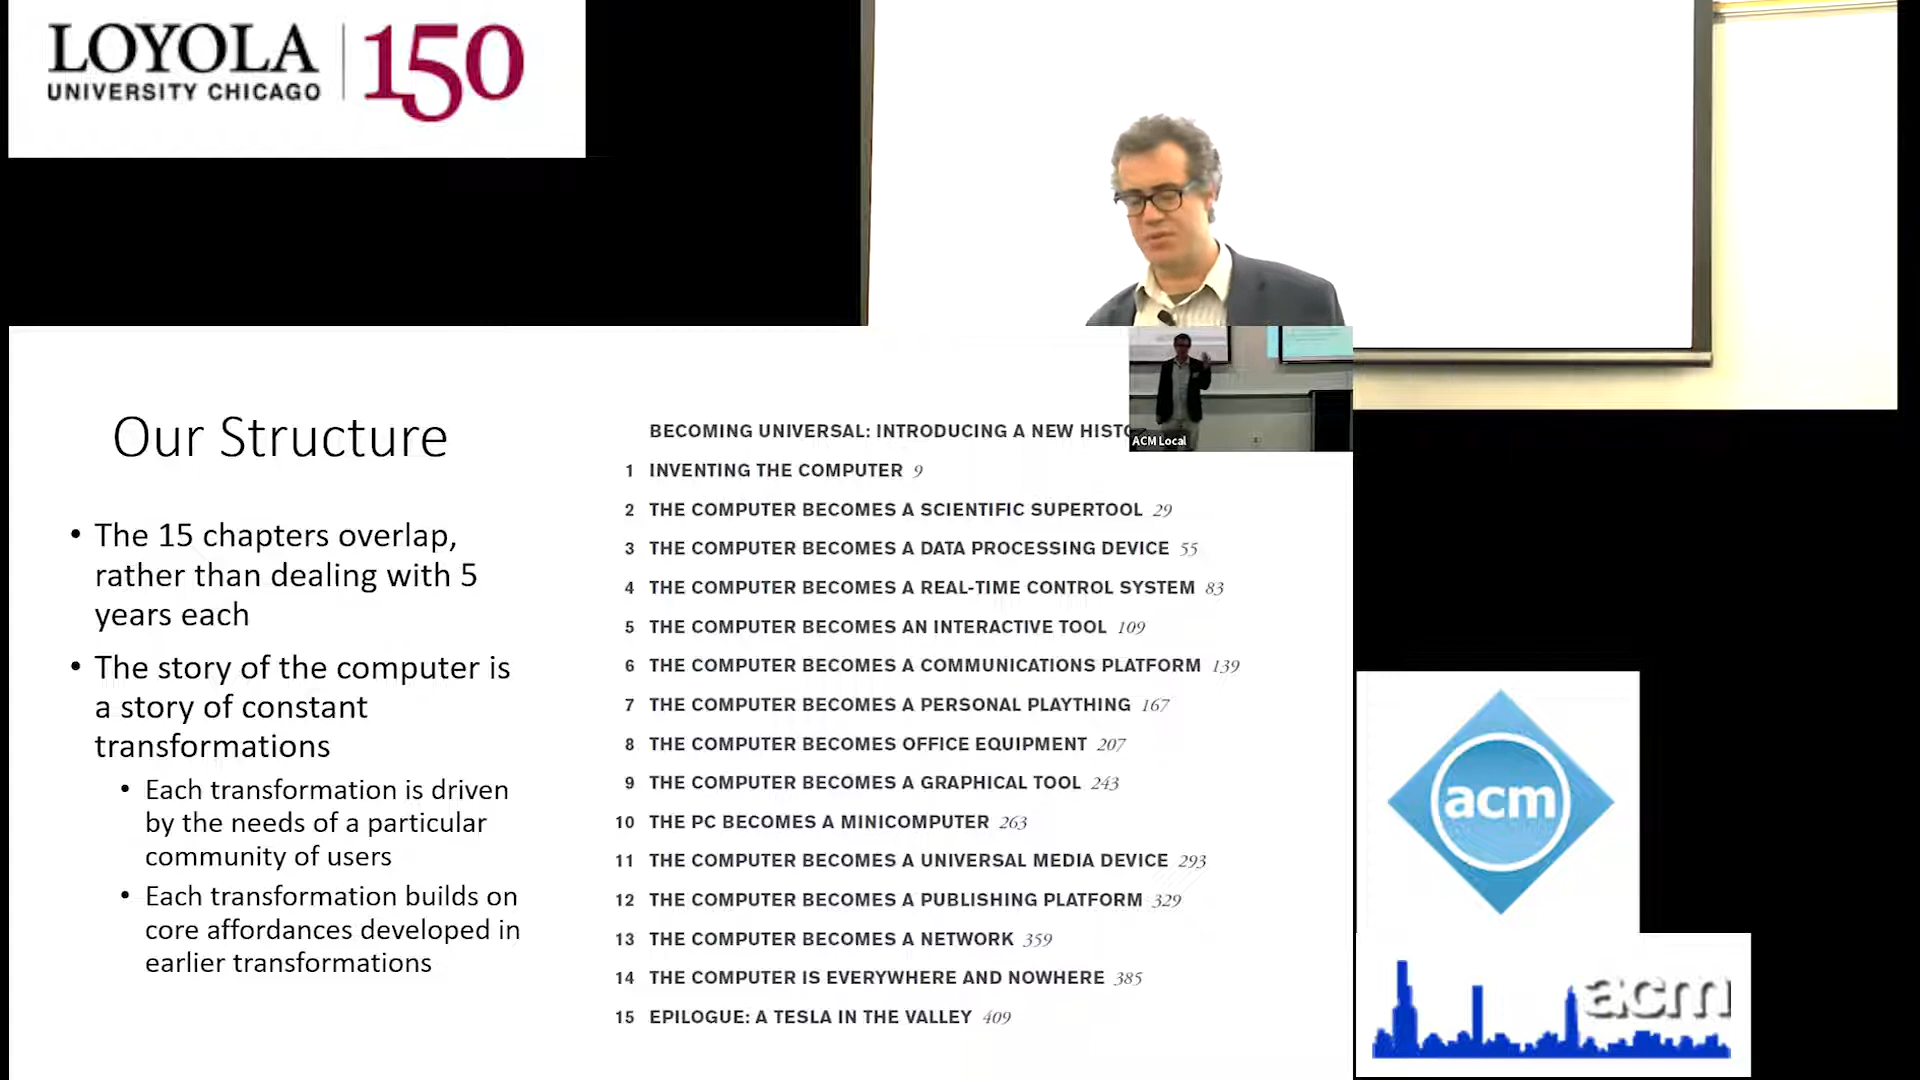 LOYOLA
UNIVERSITY CHICAGO
150
Our Structure
• The 15 chapters overlap,
rather than dealing with 5
years each
• The story of the computer is
a story of constant
transformations
• Each transformation is driven
by the needs of a particular
community of users
• Each transformation builds on
core affordances developed in
earlier transformations
BECOMING UNIVERSAL: INTRODUCING A NEW
1 INVENTING THE COMPUTER 9
2 THE COMPUTER BECOMES A SCIENTIFIC SUPERTOOL 29
3 THE COMPUTER BECOMES A DATA PROCESSING DEVICE 55
4 THE COMPUTER BECOMES A REAL-TIME CONTROL SYSTEM 83
5 THE COMPUTER BECOMES AN INTERACTIVE TOOL 109
6 THE COMPUTER BECOMES A COMMUNICATIONS PLATFORM 139
7 THE COMPUTER BECOMES A PERSONAL PLAYTHING 167
8 THE COMPUTER BECOMES OFFICE EQUIPMENT 207
9 THE COMPUTER BECOMES A GRAPHICAL TOOL 243
10 THE PC BECOMES A MINICOMPUTER 263
11 THE COMPUTER BECOMES A UNIVERSAL MEDIA DEVICE 293
12 THE COMPUTER BECOMES A PUBLISHING PLATFORM 329
13 THE COMPUTER BECOMES A NETWORK 359
14 THE COMPUTER IS EVERYWHERE AND NOWHERE 385
15 EPILOGUE: A TESLA IN THE VALLEY 409
ACM Local
acm
acm